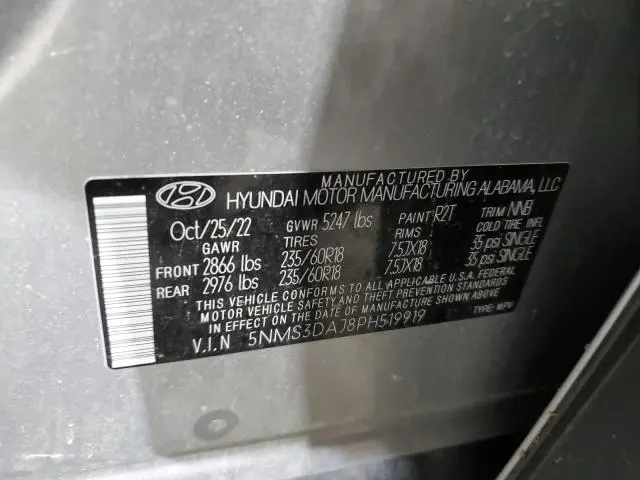 MANUFACTURED BY
HYUNDAI MOTOR MANUFACTURING ALABAMA, LLC
Oct/25/22 GVWR 5247 lbs PAINT R2T TRIM NNB
GAWR TIRES RIMS COLD TIRE INFL
FRONT 2866 lbs 235/60R18 7.5JX18 35 psi SINGLE
REAR 2976 lbs 235/60R18 7.5JX18 35 psi SINGLE
THIS VEHICLE CONFORMS TO ALL APPLICABLE U.S.A. FEDERAL
MOTOR VEHICLE SAFETY AND THEFT PREVENTION STANDARDS
IN EFFECT ON THE DATE OF MANUFACTURE SHOWN ABOVE.
V.I.N 5NMS3DAJ8PH519919 TYPE: MPV